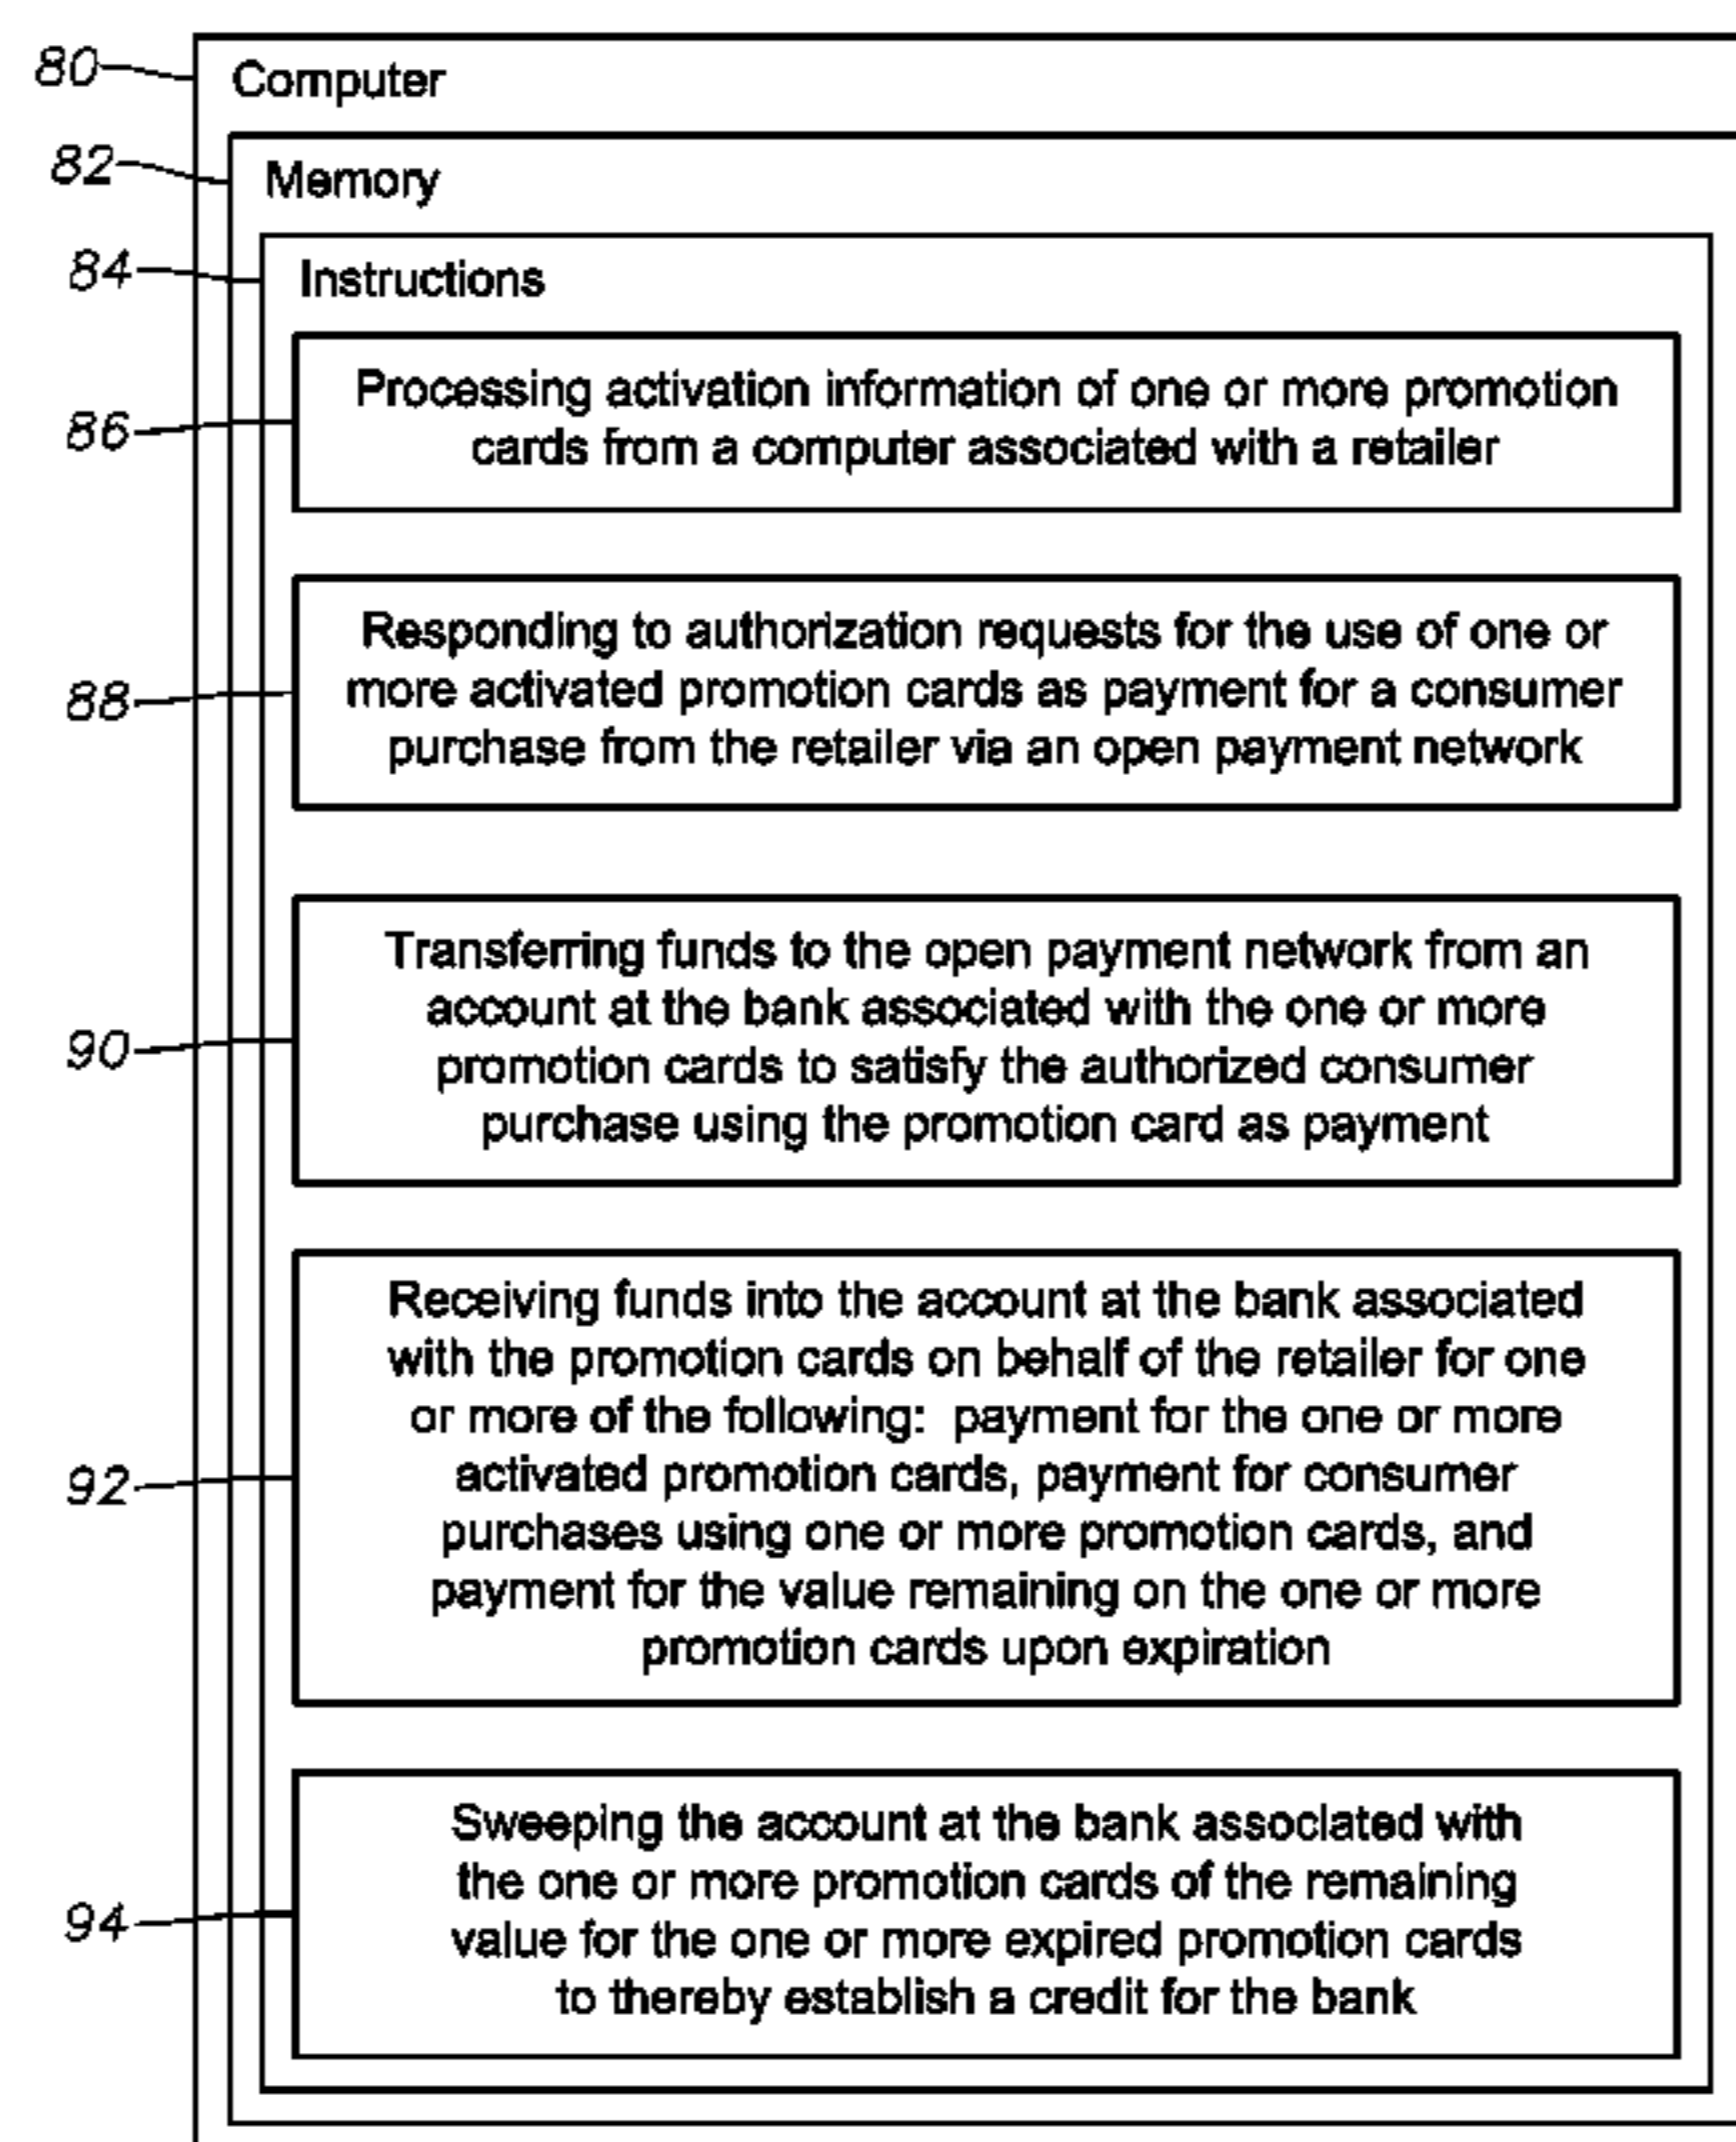 80 Computer
82 Memory
84 Instructions
Processing activation information of one or more promotion
86 cards from a computer associated with a retailer
Responding to authorization requests for the use of one or
88 more activated promotion cards as payment for a consumer
purchase from the retailer via an open payment network
Transferring funds to the open payment network from an
account at the bank associated with the one or more
90 promotion cards to satisfy the authorized consumer
purchase using the promotion card as payment
Receiving funds into the account at the bank associated
with the promotion cards on behalf of the retailer for one
or more of the following: payment for the one or more
92 activated promotion cards, payment for consumer
purchases using one or more promotion cards, and
payment for the value remaining on the one or more
promotion cards upon expiration
Sweeping the account at the bank associated with
the one or more promotion cards of the remaining
94 value for the one or more expired promotion cards
to thereby establish a credit for the bank